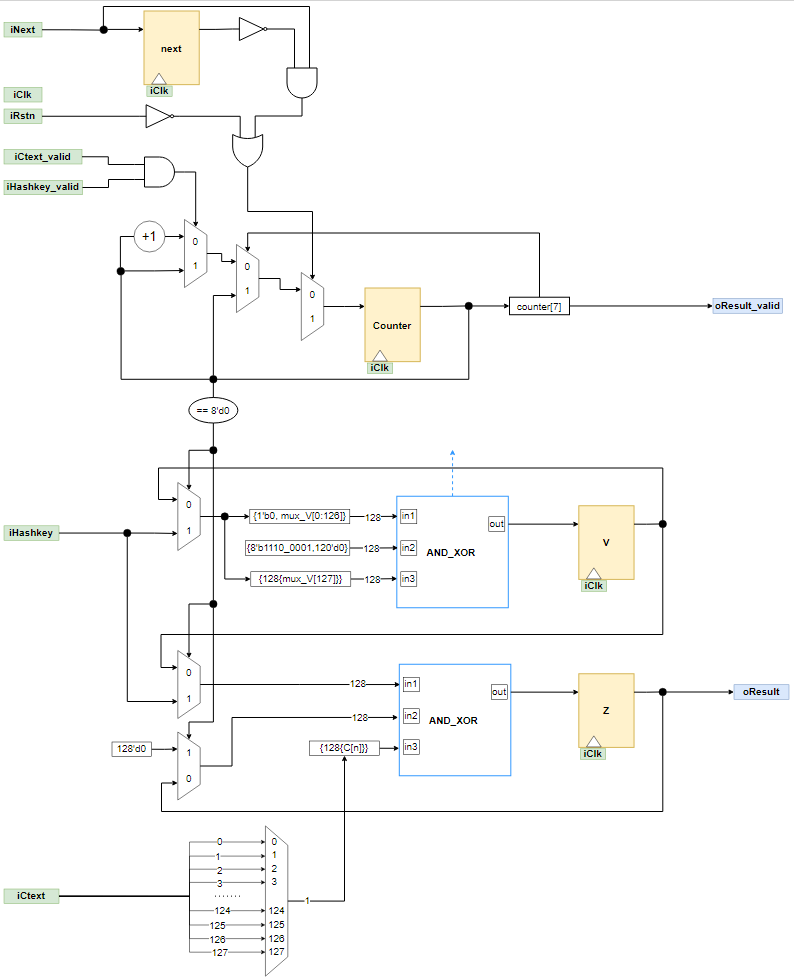 iNext
next
iClk
iClk
iRstn
iCtext_valid
iHashkey_valid
+1
0
1
0
1
0
1
Counter
iClk
counter[7]
oResult_valid
== 8'd0
iHashkey
0
1
{1'b0, mux_V[0:126]}
128
in1
{8'b1110_0001,120'd0}
128
in2
{128{mux_V[127]}}
128
in3
AND_XOR
out
V
iClk
0
1
128
in1
128
in2
{128{C[n]}}
in3
AND_XOR
out
Z
iClk
oResult
128'd0
1
0
iCtext
0 0
1 1
2 2
3 3
.......
124 124
125 125
126 126
127 127
1